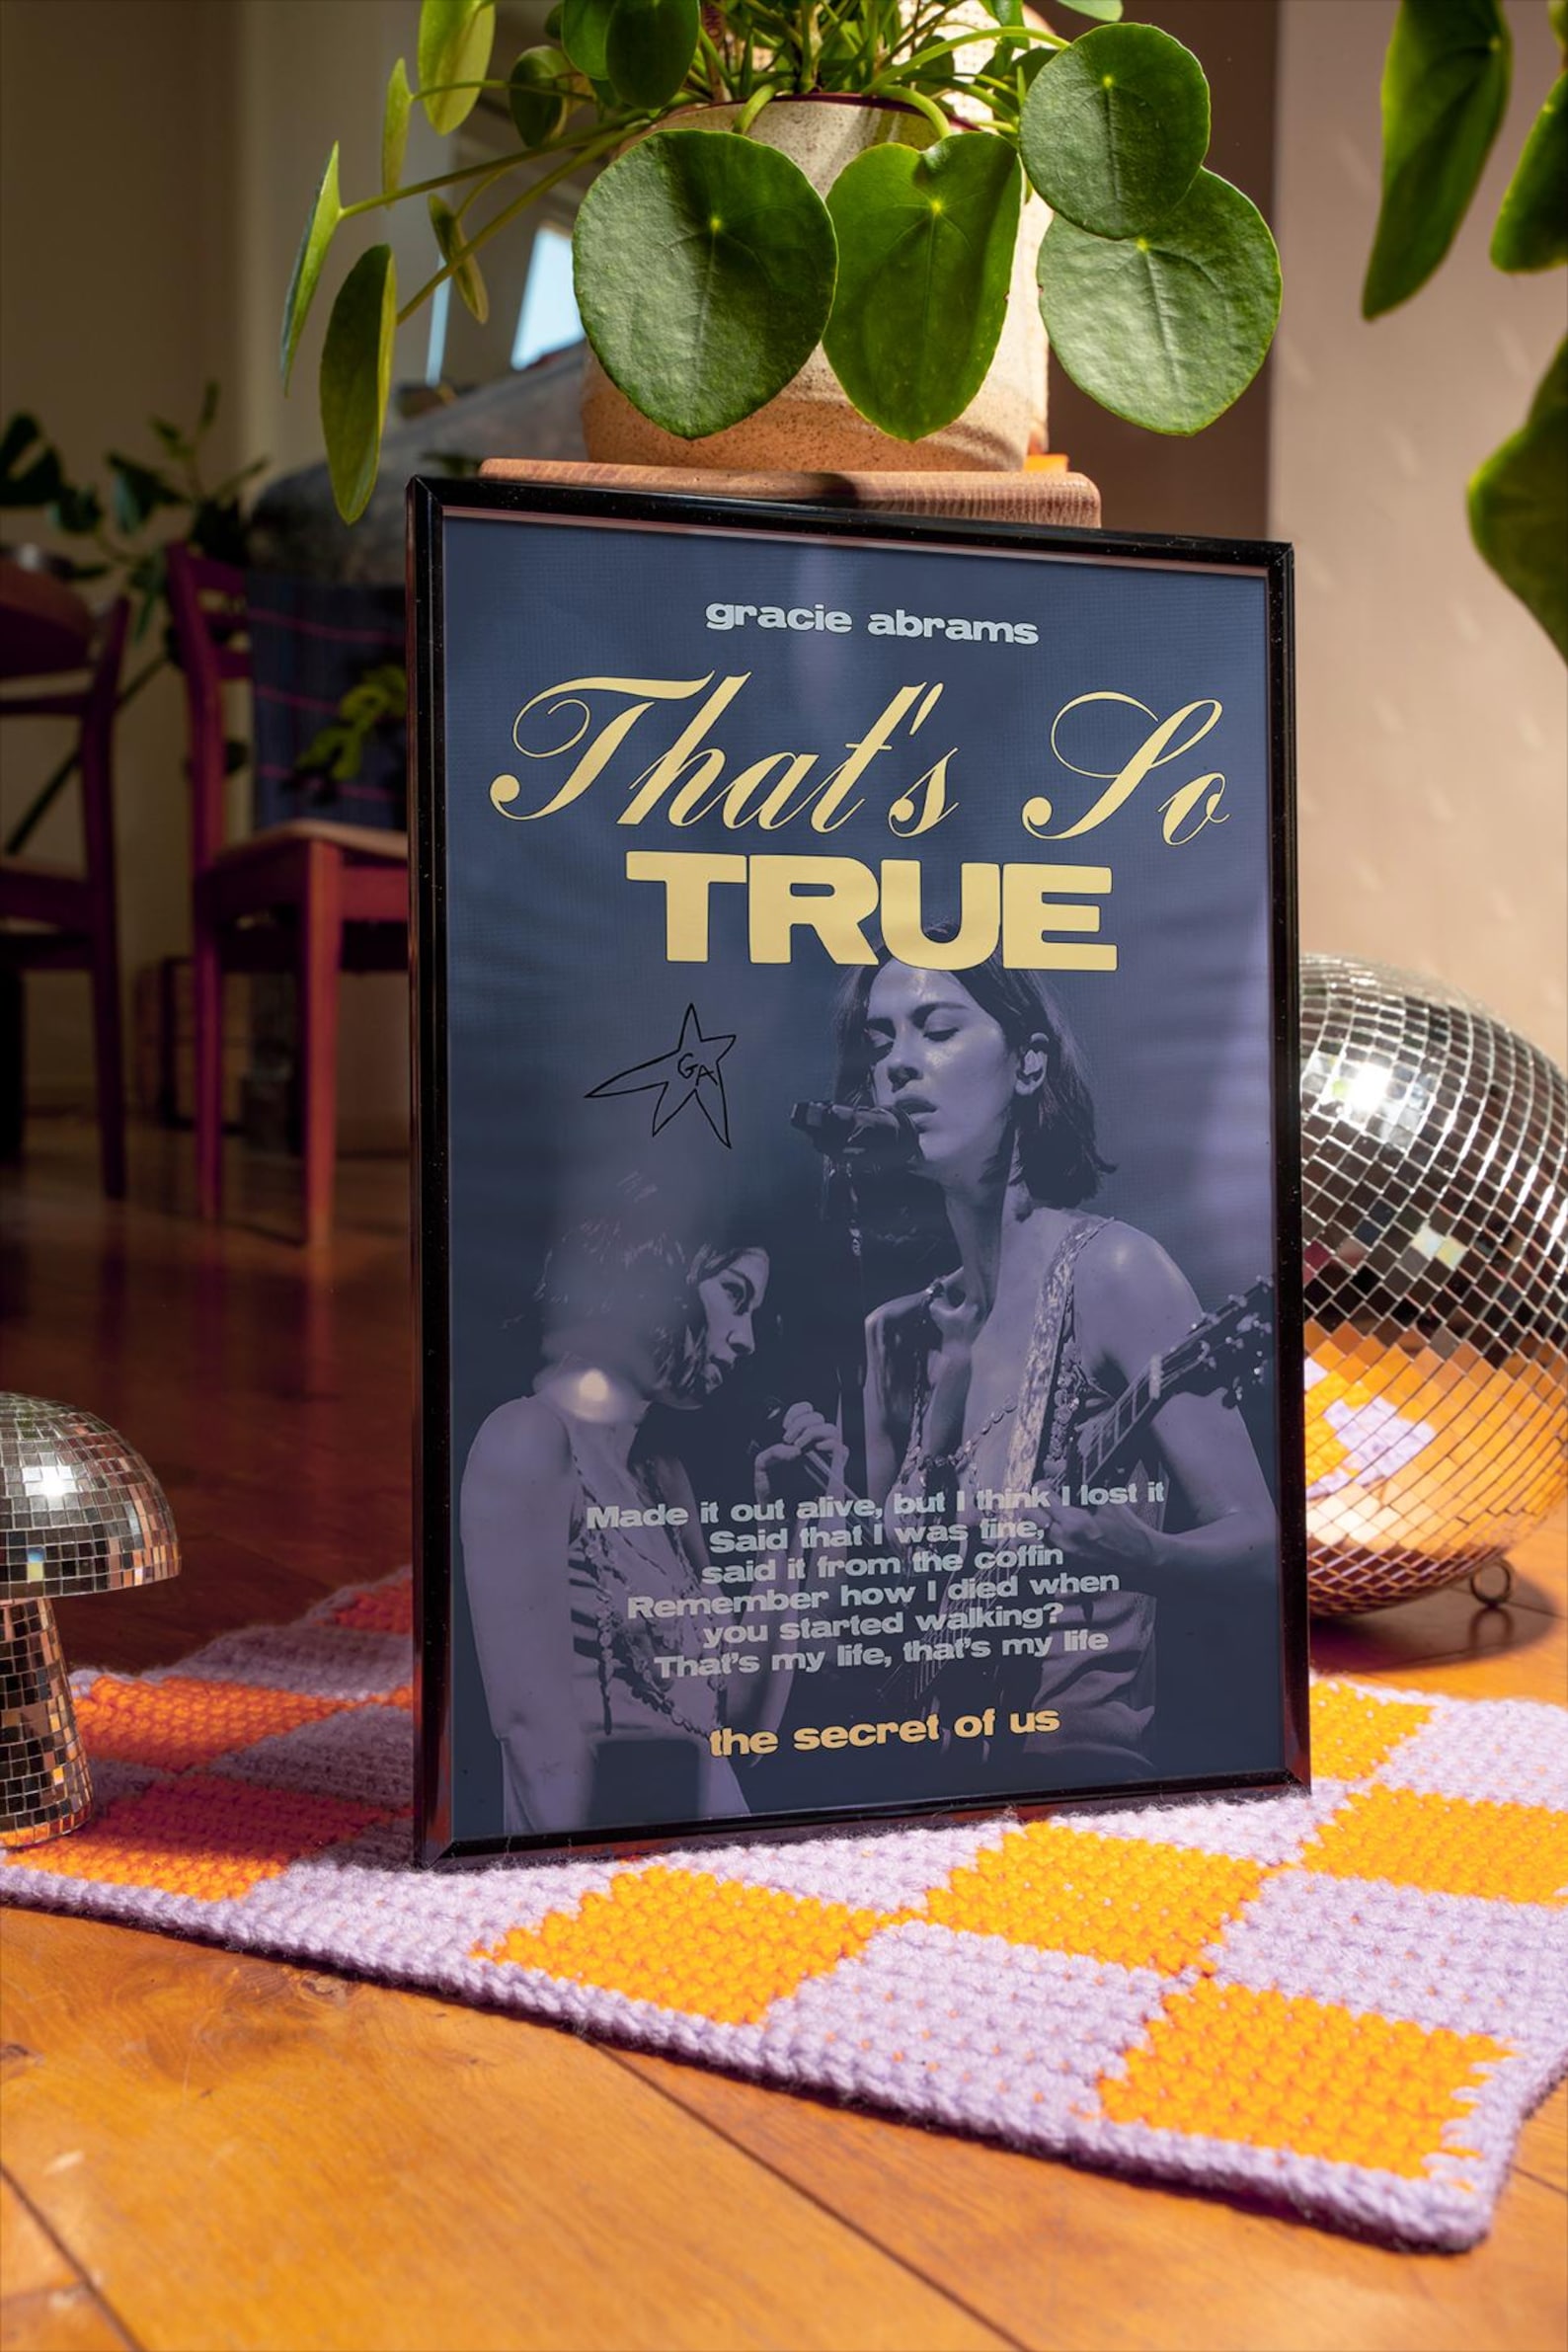 gracie abrams
That's So
TRUE
GA
Made it out alive, but I think I lost it
Said that I was fine,
said it from the coffin
Remember how I died when
you started walking?
That's my life, that's my life
the secret of us